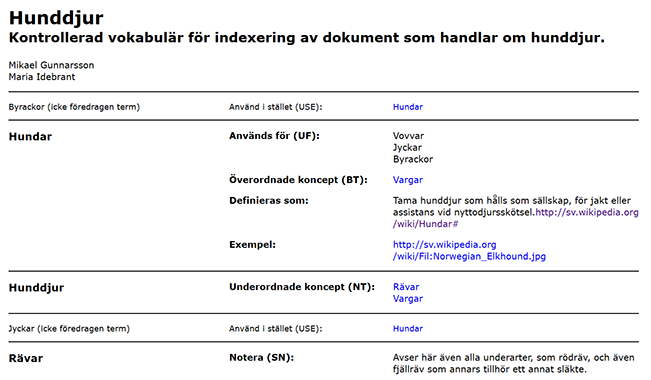 Hunddjur
Kontrollerad vokabulär för indexering av dokument som handlar om hunddjur.
Mikael Gunnarsson
Maria Idebrant
Byrackor (icke föredragen term) Använd i stället (USE): Hundar
Hundar Används för (UF): Vovvar
Jyckar
Byrackor
Överordnade koncept (BT): Vargar
Definieras som: Tama hunddjur som hålls som sällskap, för jakt eller
assistans vid nyttodjursskötsel.http://sv.wikipedia.org
/wiki/Hundar#
Exempel: http://sv.wikipedia.org
/wiki/Fil:Norwegian_Elkhound.jpg
Hunddjur Underordnade koncept (NT): Rävar
Vargar
Jyckar (icke föredragen term) Använd i stället (USE): Hundar
Rävar Notera (SN): Avser här även alla underarter, som rödräv, och även
fjällräv som annars tillhör ett annat släkte.